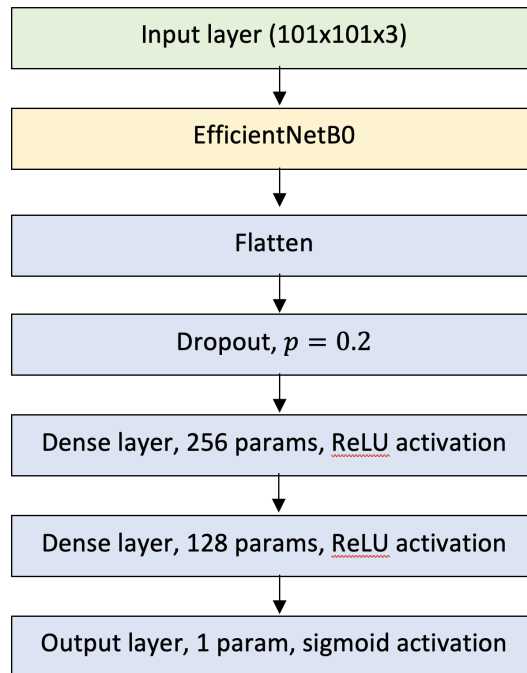 Input layer (101x101x3)
EfficientNetB0
Flatten
Dropout, p = 0.2
Dense layer, 256 params, ReLU activation
Dense layer, 128 params, ReLU activation
Output layer, 1 param, sigmoid activation